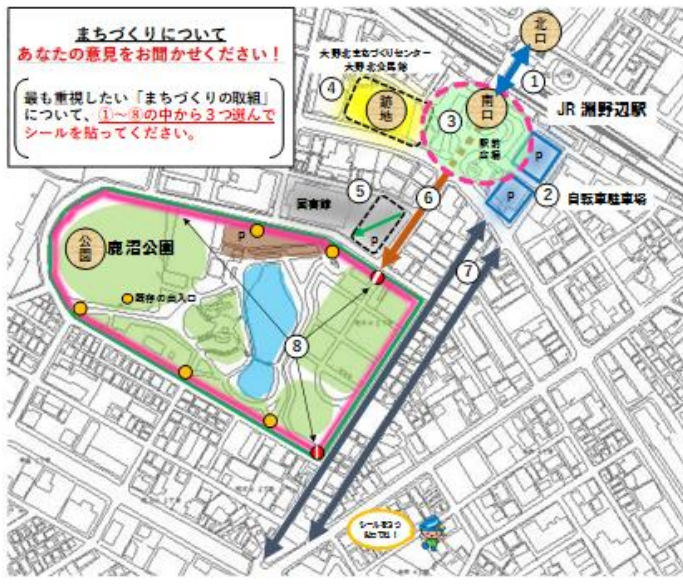 まちづくりについて
あなたの意見をお聞かせください！
最も重視したい「まちづくりの取組」
について、①～⑧の中から３つ選んで
シールを貼ってください。
北口
①
大野北まちづくりセンター
大野北公民館
④
跡地
③
南口
JR 淵野辺駅
駅前
広場
P
P
②
自転車駐車場
図書館
⑤
P
⑥
⑦
公園
鹿沼公園
P
既存の出入口
⑧
シールを３つ
貼ってね！